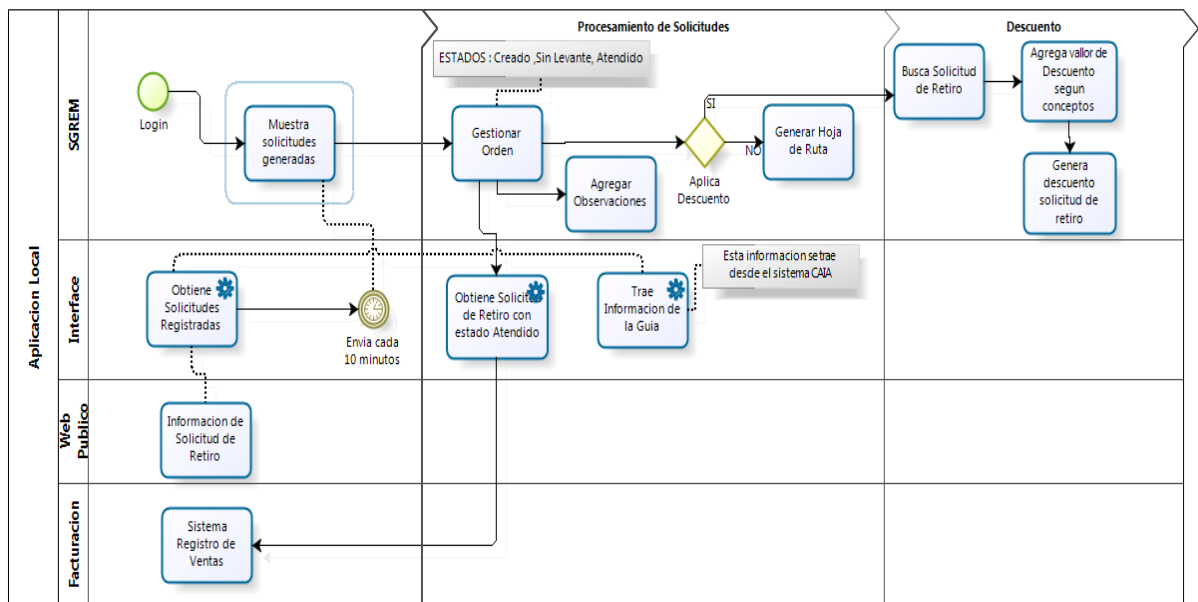 Procesamiento de Solicitudes
Descuento
Aplicacion Local
SGREM
Login
Muestra
solicitudes
generadas
ESTADOS : Creado ,Sin Levante, Atendido
Gestionar
Orden
Agregar
Observaciones
SI
NO
Aplica
Descuento
Generar Hoja
de Ruta
Busca Solicitud
de Retiro
Agrega vallor de
Descuento
segun
conceptos
Genera
descuento
solicitud de
retiro
Interface
Obtiene
Solicitudes
Registradas
Envia cada
10 minutos
Obtiene Solicitud
de Retiro con
estado Atendido
Trae
Informacion de
la Guia
Esta informacion se trae
desde el sistema CAIA
Web
Publico
Informacion de
Solicitud de
Retiro
Facturacion
Sistema
Registro de
Ventas